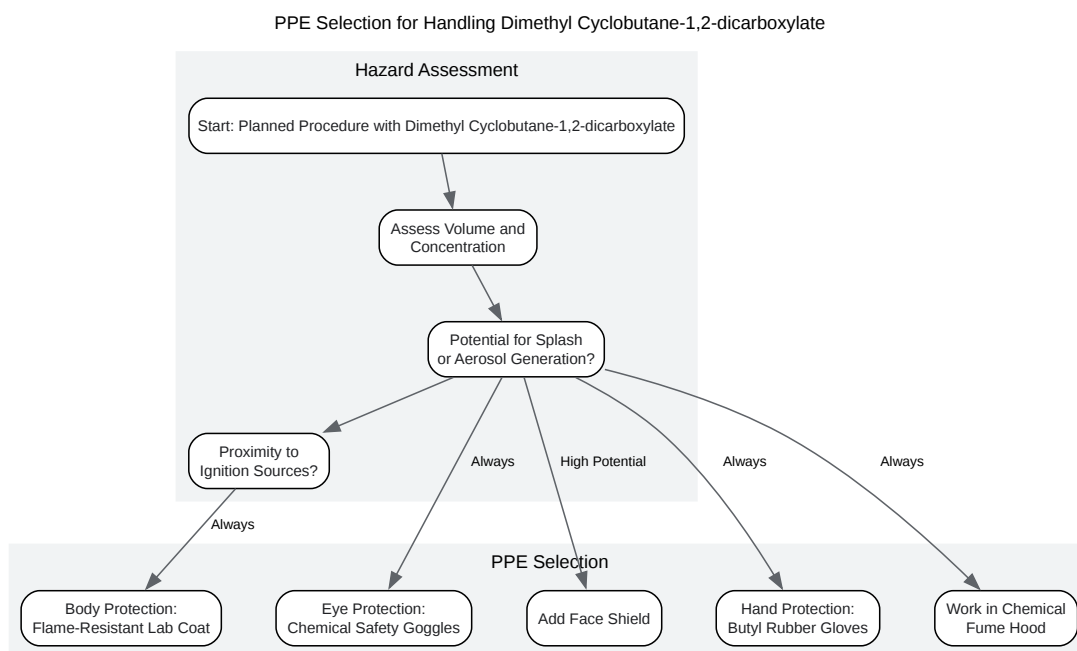 PPE Selection for Handling Dimethyl Cyclobutane-1,2-dicarboxylate
Hazard Assessment
Start: Planned Procedure with Dimethyl Cyclobutane-1,2-dicarboxylate
Assess Volume and
Concentration
Potential for Splash
or Aerosol Generation?
Proximity to
Ignition Sources?
Always
High Potential
Always
Always
Always
PPE Selection
Body Protection:
Flame-Resistant Lab Coat
Eye Protection:
Chemical Safety Goggles
Add Face Shield
Hand Protection:
Butyl Rubber Gloves
Work in Chemical
Fume Hood